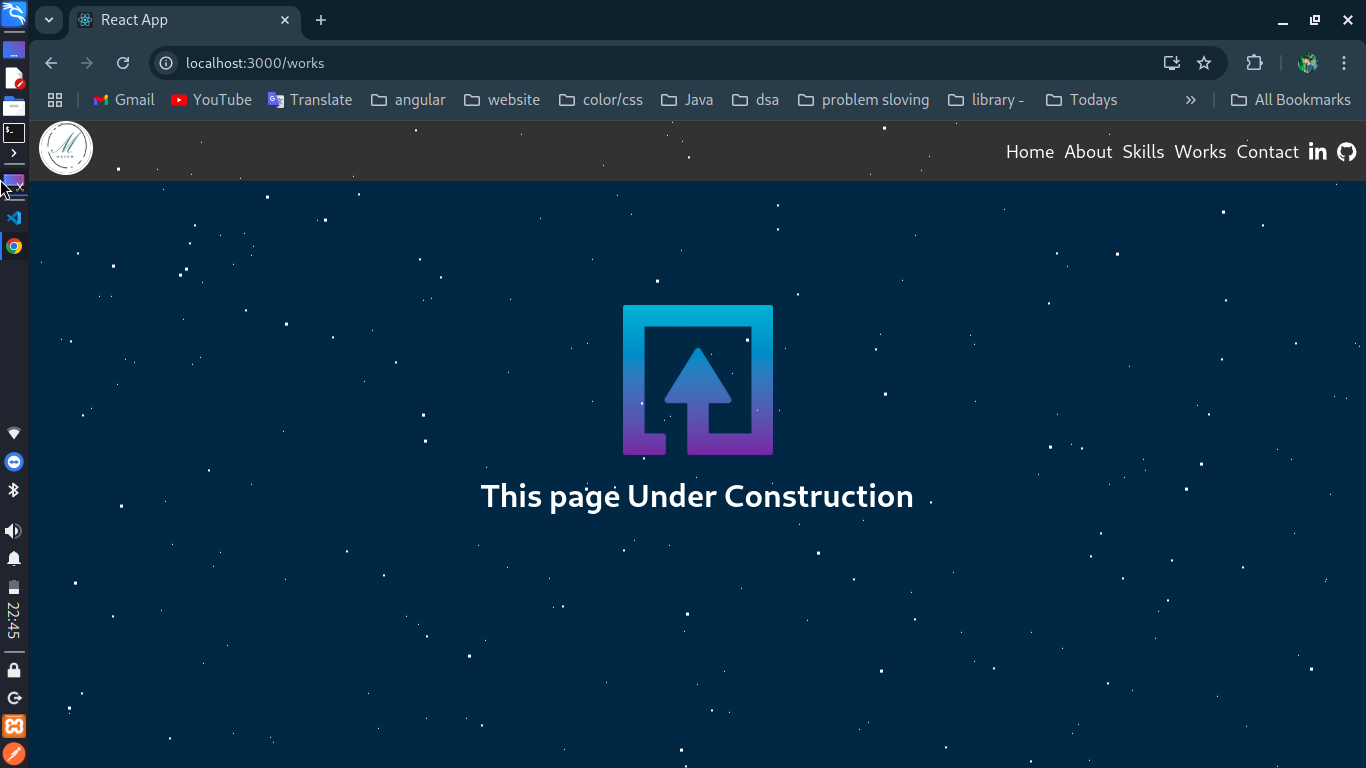 React App
localhost:3000/works
Gmail YouTube Translate angular website color/css Java dsa problem sloving library - Todays » All Bookmarks
M
Home About Skills Works Contact in
This page Under Construction
22:45